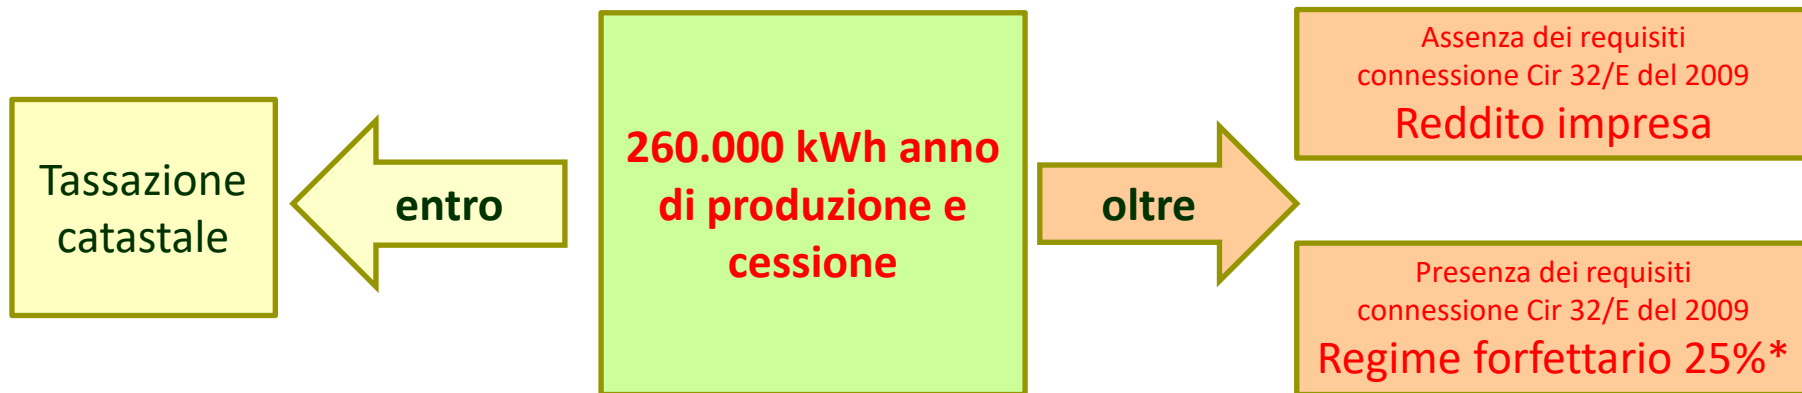 Tassazione
catastale
entro
260.000 kWh anno
di produzione e
cessione
oltre
Assenza dei requisiti
connessione Cir 32/E del 2009
Reddito impresa
Presenza dei requisiti
connessione Cir 32/E del 2009
Regime forfettario 25%*